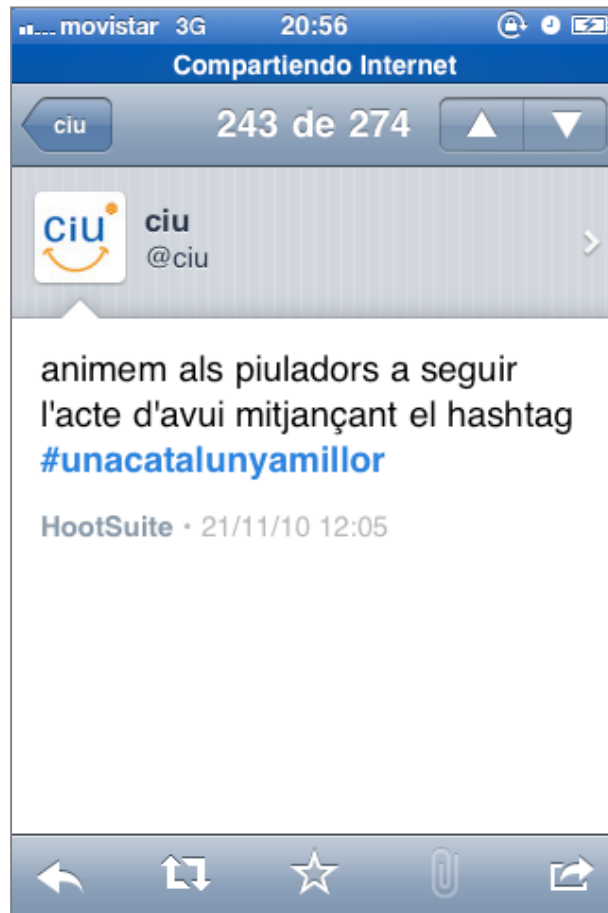 movistar 3G 20:56
Compartiendo Internet
ciu 243 de 274
ciu
ciu
@ciu
animem als piuladors a seguir
l'acte d'avui mitjançant el hashtag
#unacatalunyamillor
HootSuite • 21/11/10 12:05